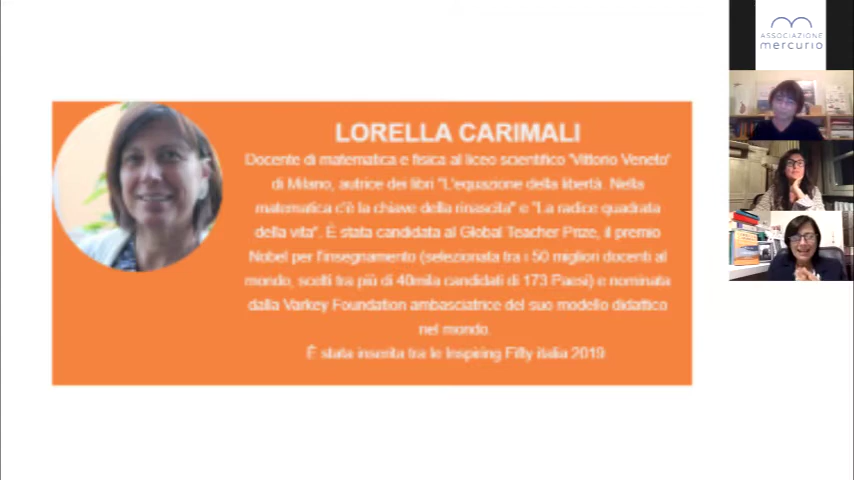 LORELLA CARIMALI
Docente di matematica e fisica al liceo scientifico "Vittorio Veneto"
di Milano, autrice dei libri "L'equazione della libertà. Nella
matematica c'è la chiave della rinascita" e "La radice quadrata
della vita". È stata candidata al Global Teacher Prize, il premio
Nobel per l'insegnamento (selezionata tra i 50 migliori docenti al
mondo, scelti tra più di 40mila candidati di 173 Paesi) e nominata
dalla Varkey Foundation ambasciatrice del suo modello didattico
nel mondo.
È stata inserita tra le Inspiring Fifty italia 2019
ASSOCIAZIONE
mercurio